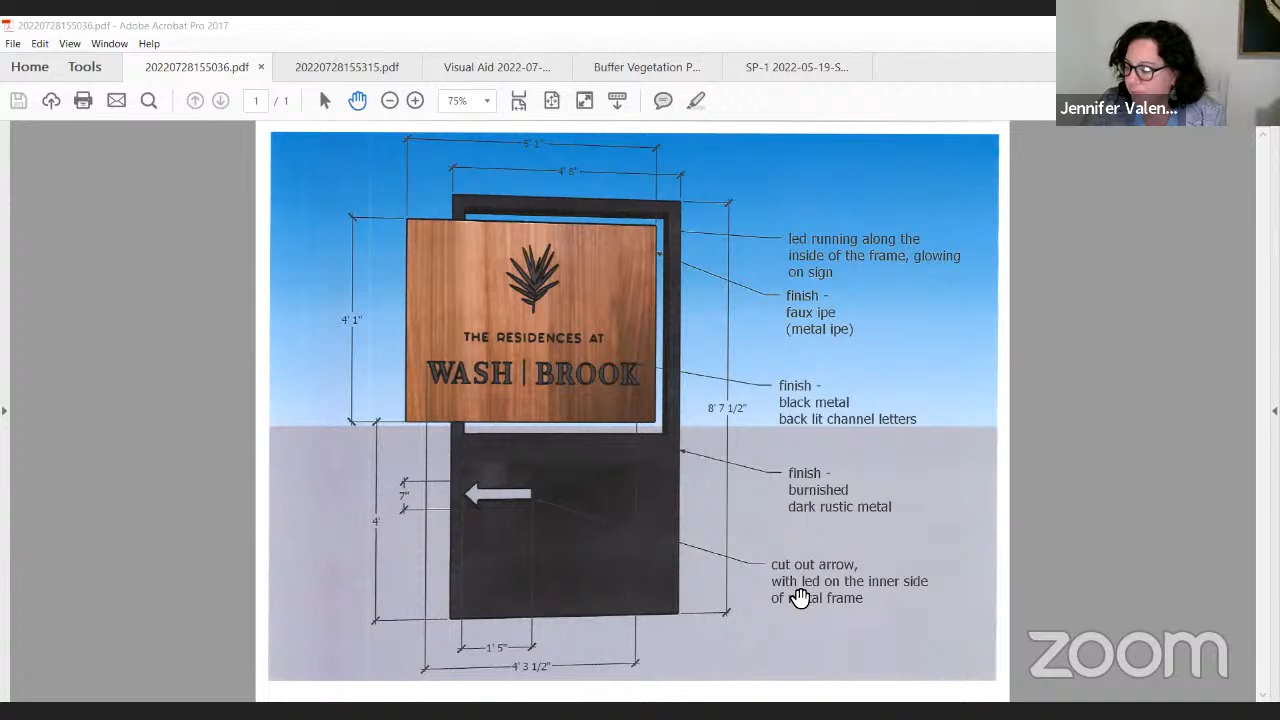 20220728155036.pdf - Adobe Acrobat Pro 2017
File Edit View Window Help
Home Tools 20220728155036.pdf × 20220728155315.pdf Visual Aid 2022-07-... Buffer Vegetation P... SP-1 2022-05-19-S...
1 / 1 75%
Jennifer Valen...
5' 1"
4' 8"
led running along the
inside of the frame, glowing
on sign
finish -
faux ipe
(metal ipe)
4' 1"
THE RESIDENCES AT
WASH | BROOK
finish -
black metal
back lit channel letters
8' 7 1/2"
finish -
burnished
dark rustic metal
7"
4'
cut out arrow,
with led on the inner side
of metal frame
1' 5"
4' 3 1/2"
zoom